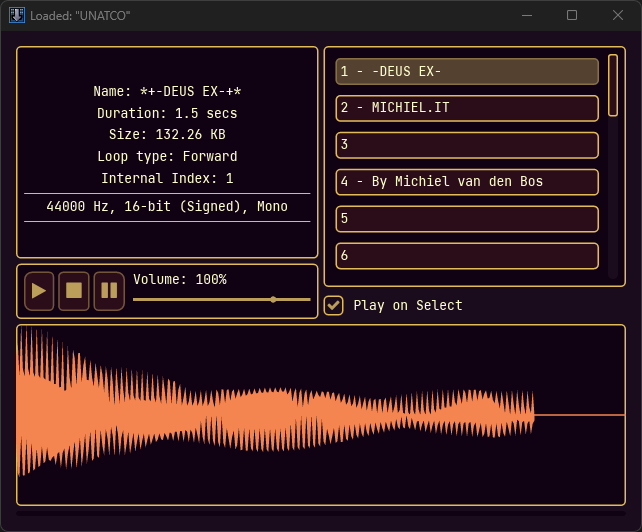 Loaded: "UNATCO"
Name: *+-DEUS EX-+*
Duration: 1.5 secs
Size: 132.26 KB
Loop type: Forward
Internal Index: 1
44000 Hz, 16-bit (Signed), Mono
Volume: 100%
1 - -DEUS EX-
2 - MICHIEL.IT
3
4 - By Michiel van den Bos
5
6
Play on Select